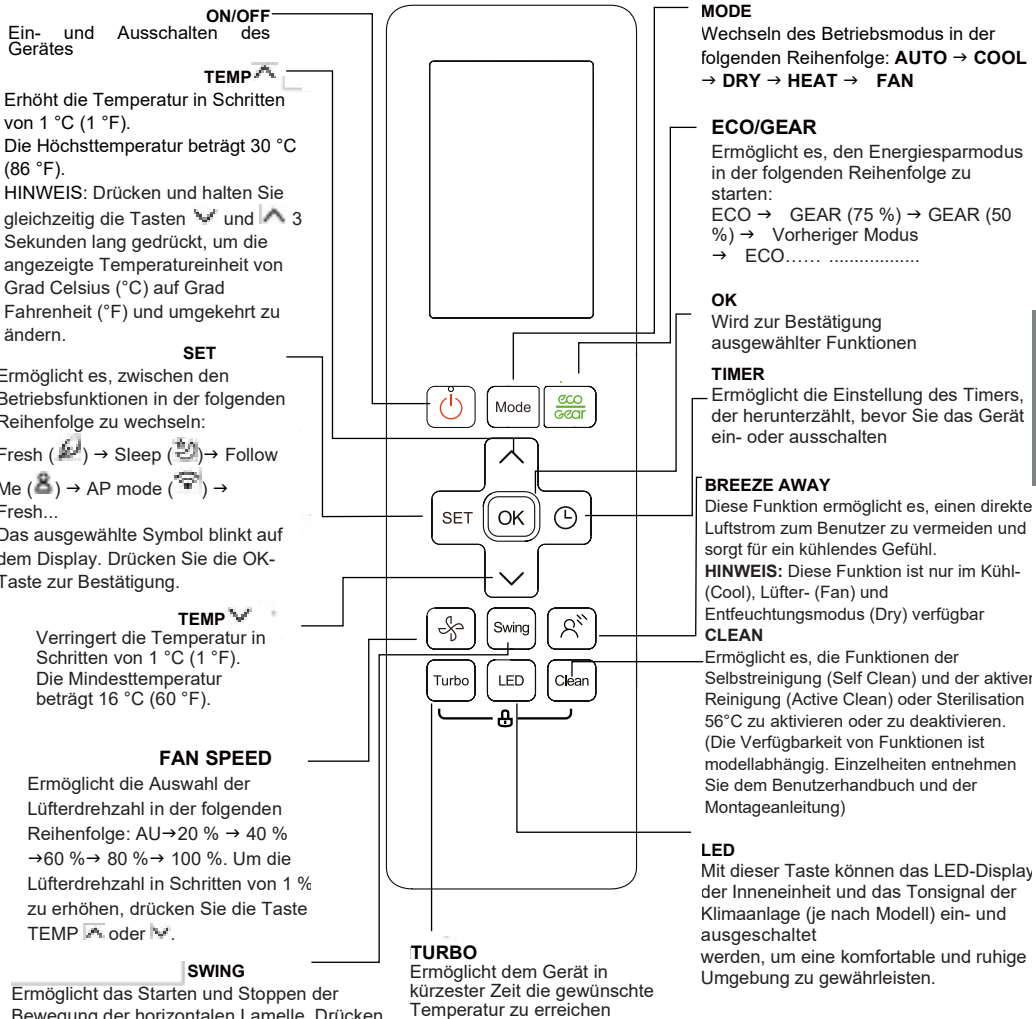 ON/OFF
Ein- und Ausschalten des
Gerätes
TEMP
Erhöht die Temperatur in Schritten
von 1 °C (1 °F).
Die Höchsttemperatur beträgt 30 °C
(86 °F).
HINWEIS: Drücken und halten Sie
gleichzeitig die Tasten und 3
Sekunden lang gedrückt, um die
angezeigte Temperatureinheit von
Grad Celsius (°C) auf Grad
Fahrenheit (°F) und umgekehrt zu
ändern.
SET
Ermöglicht es, zwischen den
Betriebsfunktionen in der folgenden
Reihenfolge zu wechseln:
Fresh ( ) → Sleep ( )→ Follow
Me ( ) → AP mode ( ) →
Fresh...
Das ausgewählte Symbol blinkt auf
dem Display. Drücken Sie die OK-
Taste zur Bestätigung.
TEMP
Verringert die Temperatur in
Schritten von 1 °C (1 °F).
Die Mindesttemperatur
beträgt 16 °C (60 °F).
FAN SPEED
Ermöglicht die Auswahl der
Lüfterdrehzahl in der folgenden
Reihenfolge: AU→20 % → 40 %
→60 %→ 80 %→ 100 %. Um die
Lüfterdrehzahl in Schritten von 1 %
zu erhöhen, drücken Sie die Taste
TEMP oder .
SWING
Ermöglicht das Starten und Stoppen der
Bewegung der horizontalen Lamelle. Drücken
Mode
eco
Gear
SET
OK
Swing
Turbo
LED
Clean
TURBO
Ermöglicht dem Gerät in
kürzester Zeit die gewünschte
Temperatur zu erreichen
MODE
Wechseln des Betriebsmodus in der
folgenden Reihenfolge: AUTO → COOL
→ DRY → HEAT → FAN
ECO/GEAR
Ermöglicht es, den Energiesparmodus
in der folgenden Reihenfolge zu
starten:
ECO → GEAR (75 %) → GEAR (50
%) → Vorheriger Modus
→ ECO…… ..................
OK
Wird zur Bestätigung
ausgewählter Funktionen
TIMER
Ermöglicht die Einstellung des Timers,
der herunterzählt, bevor Sie das Gerät
ein- oder ausschalten
BREEZE AWAY
Diese Funktion ermöglicht es, einen direkte
Luftstrom zum Benutzer zu vermeiden und
sorgt für ein kühlendes Gefühl.
HINWEIS: Diese Funktion ist nur im Kühl-
(Cool), Lüfter- (Fan) und
Entfeuchtungsmodus (Dry) verfügbar
CLEAN
Ermöglicht es, die Funktionen der
Selbstreinigung (Self Clean) und der aktiven
Reinigung (Active Clean) oder Sterilisation
56°C zu aktivieren oder zu deaktivieren.
(Die Verfügbarkeit von Funktionen ist
modellabhängig. Einzelheiten entnehmen
Sie dem Benutzerhandbuch und der
Montageanleitung)
LED
Mit dieser Taste können das LED-Display
der Inneneinheit und das Tonsignal der
Klimaanlage (je nach Modell) ein- und
ausgeschaltet
werden, um eine komfortable und ruhige
Umgebung zu gewährleisten.